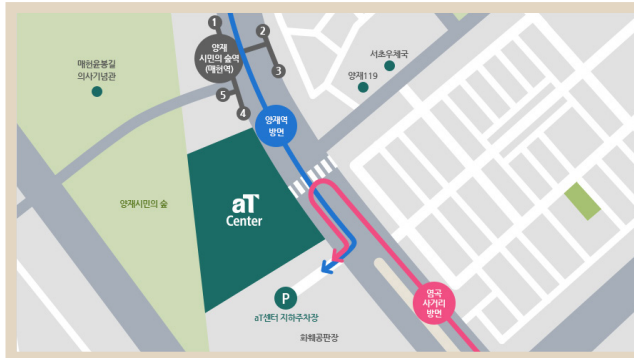 1
2
3
4
5
양재
시민의 숲역
(매헌역)
매헌윤봉길
의사기념관
서초우체국
양재119
양재역
방면
양재시민의 숲
aT
Center
P
aT센터 지하주차장
화훼공판장
염곡
사거리
방면